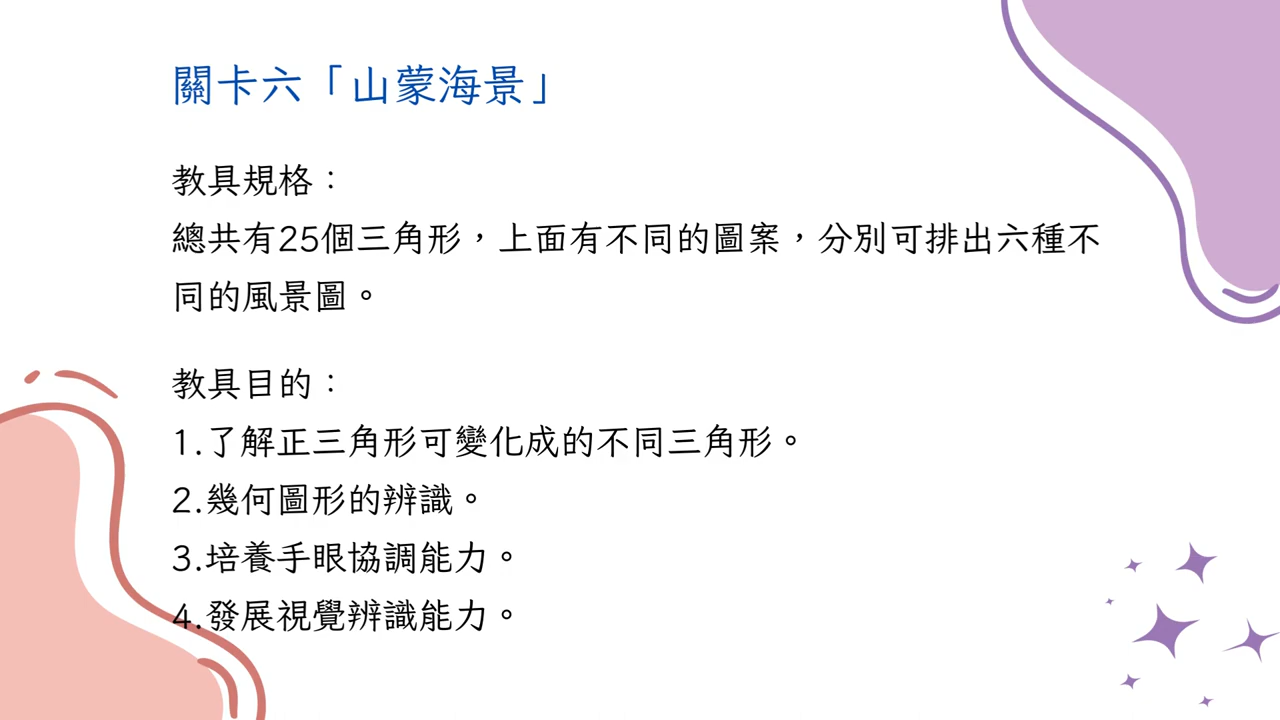 關卡六「山蒙海景」
教具規格：
總共有25個三角形，上面有不同的圖案，分別可排出六種不
同的風景圖。
教具目的：
1.了解正三角形可變化成的不同三角形。
2.幾何圖形的辨識。
3.培養手眼協調能力。
4.發展視覺辨識能力。